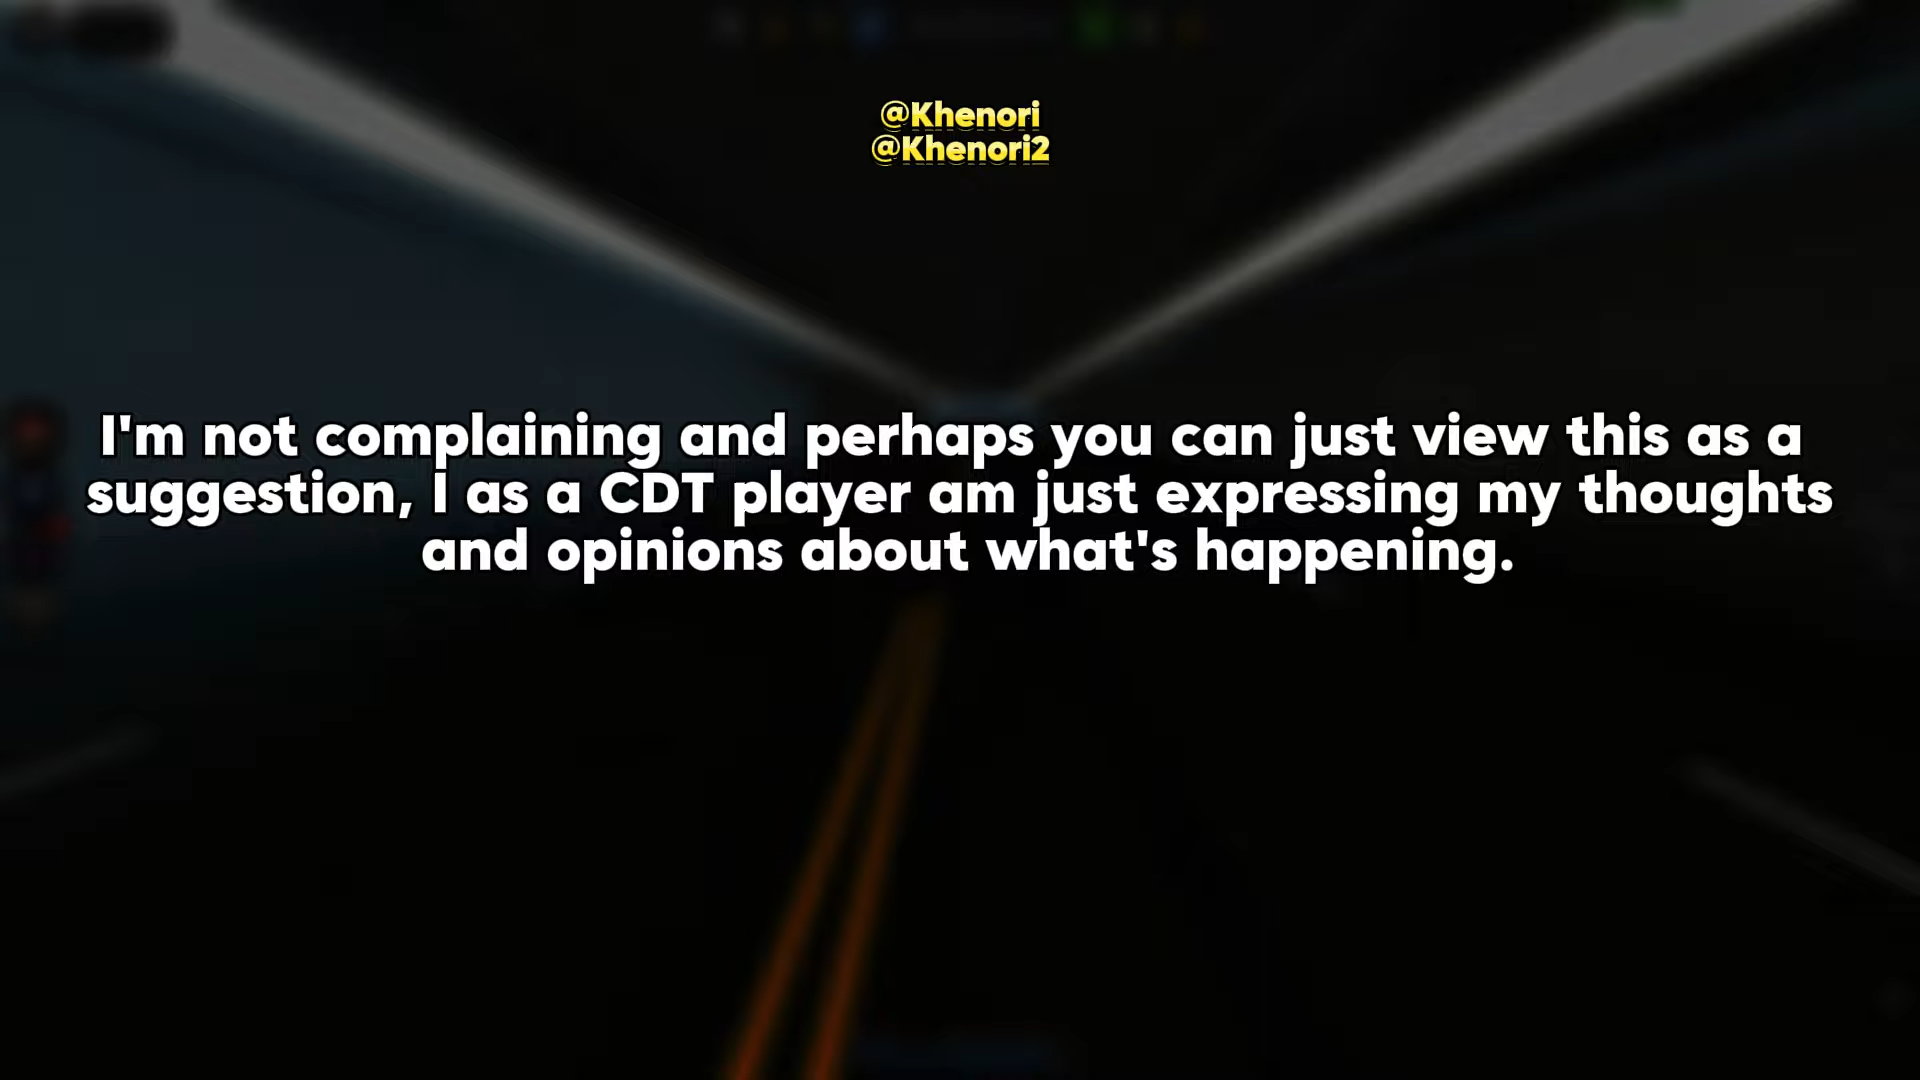 @Khenori
@Khenori2
I'm not complaining and perhaps you can just view this as a
suggestion, I as a CDT player am just expressing my thoughts
and opinions about what's happening.